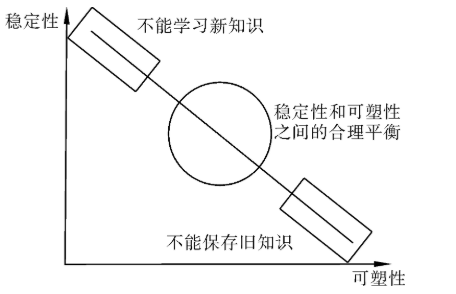 稳定性
不能学习新知识
稳定性和可塑性
之间的合理平衡
不能保存旧知识
可塑性